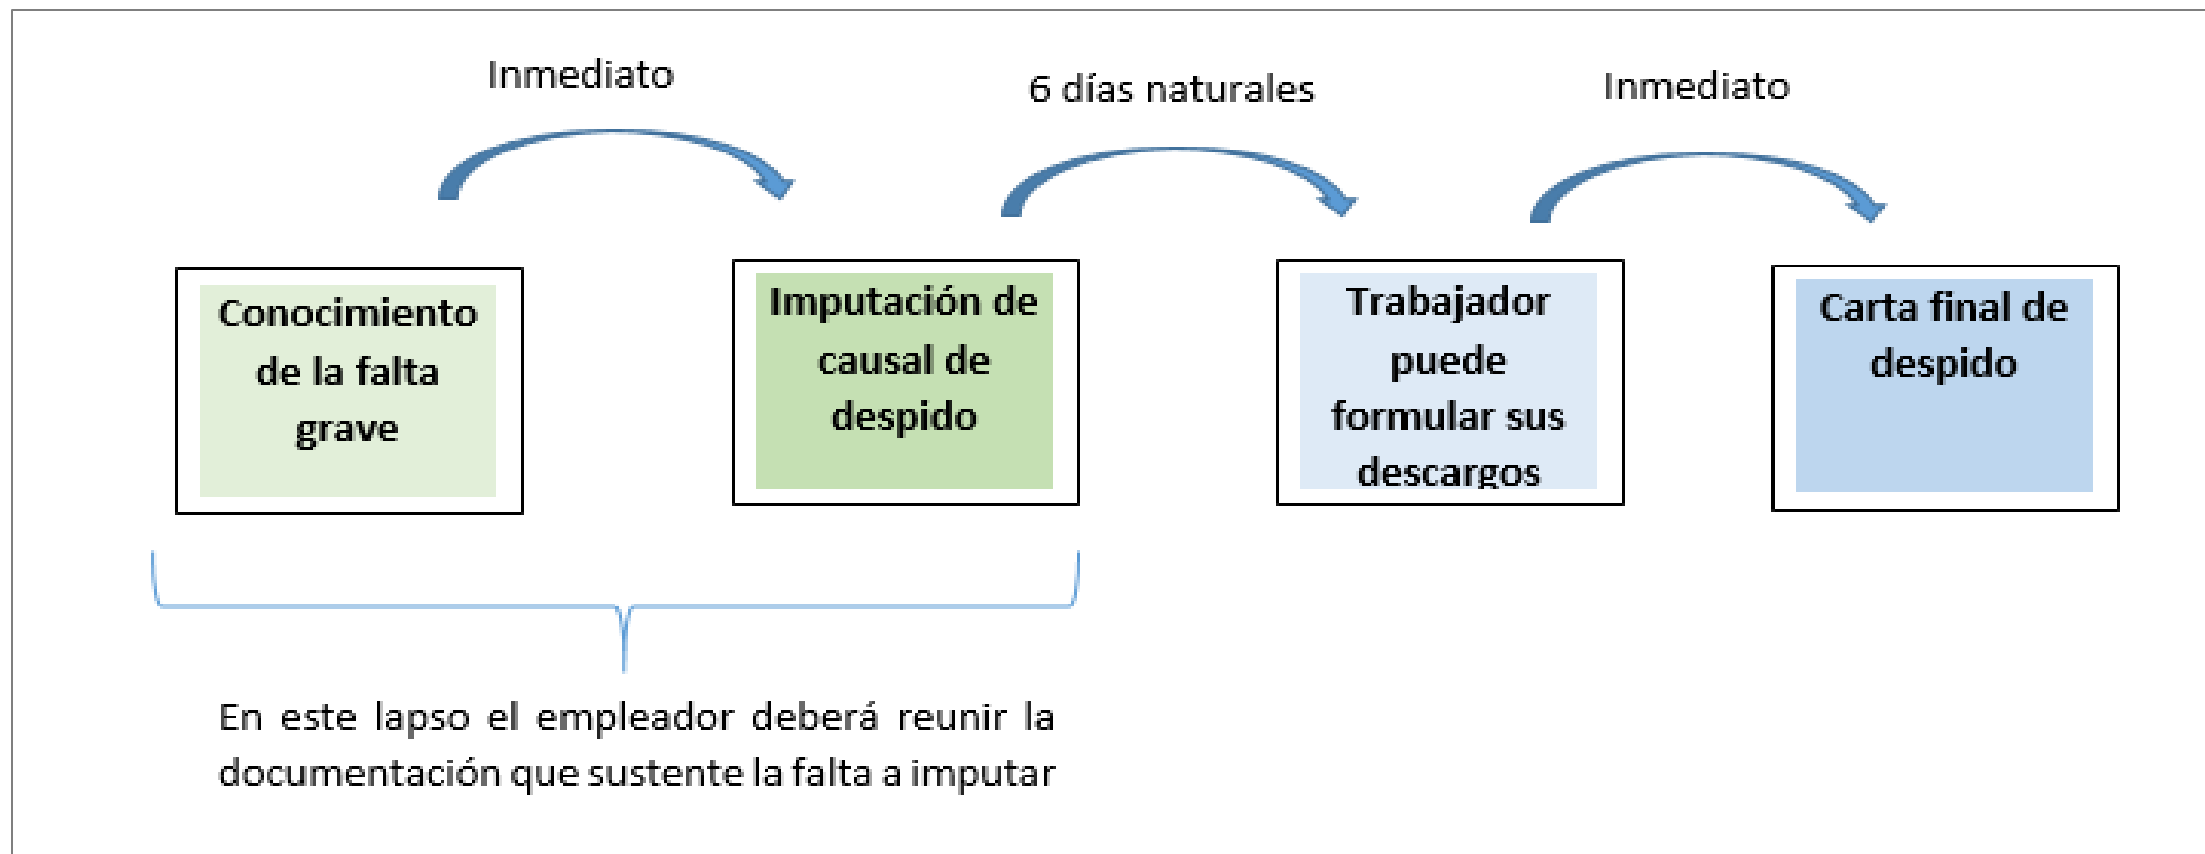 Inmediato
6 días naturales
Inmediato
Conocimiento
de la falta
grave
Imputación de
causal de
despido
Trabajador
puede
formular sus
descargos
Carta final de
despido
En este lapso el empleador deberá reunir la
documentación que sustente la falta a imputar